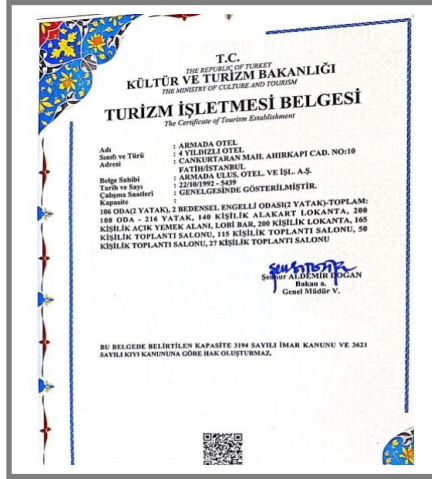 T.C.
THE REPUBLIC OF TURKEY
KÜLTÜR VE TURİZM BAKANLIĞI
THE MINISTRY OF CULTURE AND TOURISM
TURİZM İŞLETMESİ BELGESİ
The Certificate of Tourism Establishment
Adı : ARMADA OTEL
Sınıfı ve Türü : 4 YILDIZLI OTEL
Adresi : CANKURTARAN MAH. AHIRKAPI CAD. NO:10
FATİH/İSTANBUL
Belge Sahibi : ARMADA ULUS. OTEL. VE İŞL. A.Ş.
Tarih ve Sayı : 22/10/1992 - 5439
Çalışma Saatleri : GENELGESİNDE GÖSTERİLMİŞTİR.
Kapasite :
106 ODA(2 YATAK), 2 BEDENSEL ENGELLİ ODASI(2 YATAK)-TOPLAM:
108 ODA - 216 YATAK, 140 KİŞİLİK ALAKART LOKANTA, 200
KİŞİLİK AÇIK YEMEK ALANI, LOBİ BAR, 200 KİŞİLİK LOKANTA, 165
KİŞİLİK TOPLANTI SALONU, 115 KİŞİLİK TOPLANTI SALONU, 50
KİŞİLİK TOPLANTI SALONU, 27 KİŞİLİK TOPLANTI SALONU
ALDEMİR DOĞAN
Bakan a.
Genel Müdür V.
BU BELGEDE BELİRTİLEN KAPASİTE 3194 SAYILI İMAR KANUNU VE 3621
SAYILI KIYI KANUNUNA GÖRE HAK OLUŞTURMAZ.